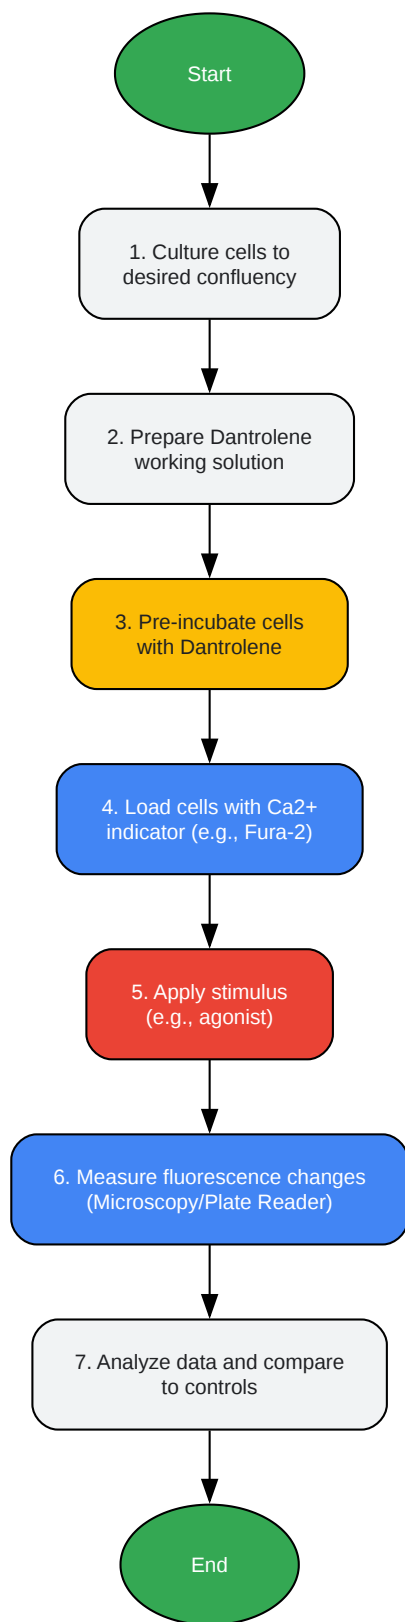 Start
1. Culture cells to
desired confluency
2. Prepare Dantrolene
working solution
3. Pre-incubate cells
with Dantrolene
4. Load cells with Ca2+
indicator (e.g., Fura-2)
5. Apply stimulus
(e.g., agonist)
6. Measure fluorescence changes
(Microscopy/Plate Reader)
7. Analyze data and compare
to controls
End